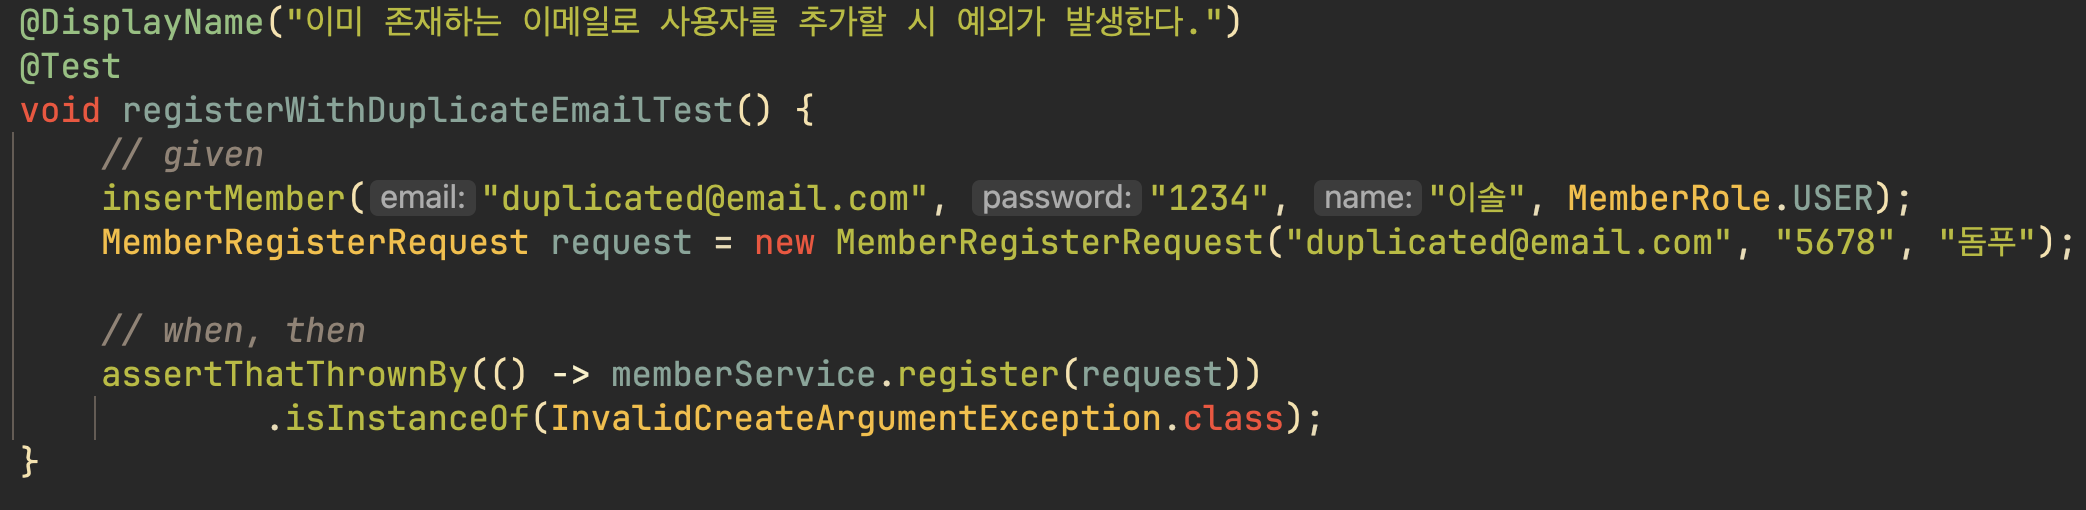 @DisplayName("이미 존재하는 이메일로 사용자를 추가할 시 예외가 발생한다.")
@Test
void registerWithDuplicateEmailTest() {
// given
insertMember( email: "duplicated@email.com", password: "1234", name: "이솔", MemberRole.USER);
MemberRegisterRequest request = new MemberRegisterRequest("duplicated@email.com", "5678", "돔푸");
// when, then
assertThatThrownBy(() -> memberService.register(request))
.isInstanceOf(InvalidCreateArgumentException.class);
}